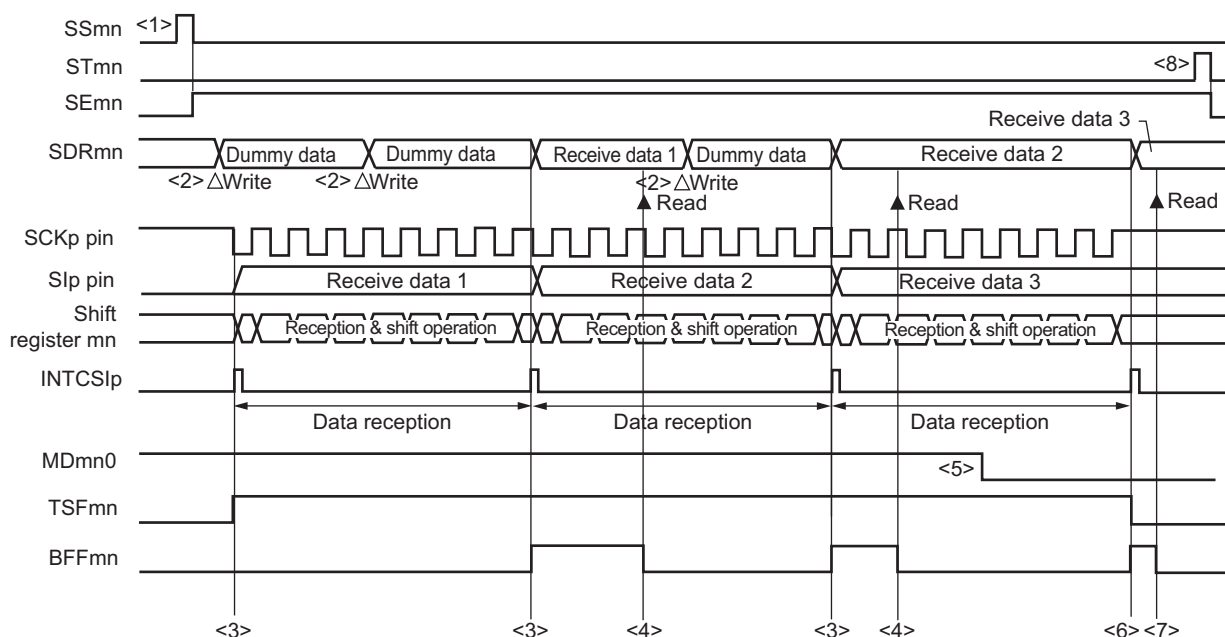 SSmn <1>
STmn <8>
SEmn
Receive data 3
SDRmn Dummy data Dummy data Receive data 1 Dummy data Receive data 2
<2> △Write <2> △Write <2> △Write
▲ Read ▲ Read ▲ Read
SCKp pin
SIp pin Receive data 1 Receive data 2 Receive data 3
Shift
register mn Reception & shift operation Reception & shift operation Reception & shift operation
INTCSIp
Data reception Data reception Data reception
MDmn0 <5>
TSFmn
BFFmn
<3> <3> <4> <3> <4> <6> <7>